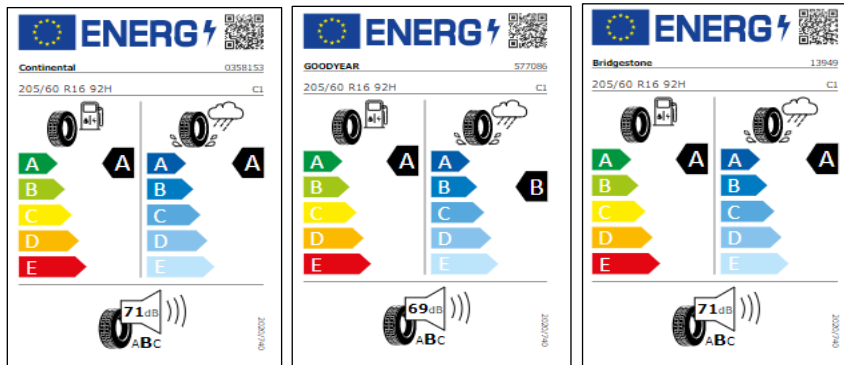 ENERG
Continental 0358153
205/60 R16 92H C1
A A A A
B B
C C
D D
E E
71dB
ABC
2020/740
ENERG
GOODYEAR 577086
205/60 R16 92H C1
A A A
B B B
C C
D D
E E
69dB
ABC
2020/740
ENERG
Bridgestone 13949
205/60 R16 92H C1
A A A A
B B
C C
D D
E E
71dB
ABC
2020/740